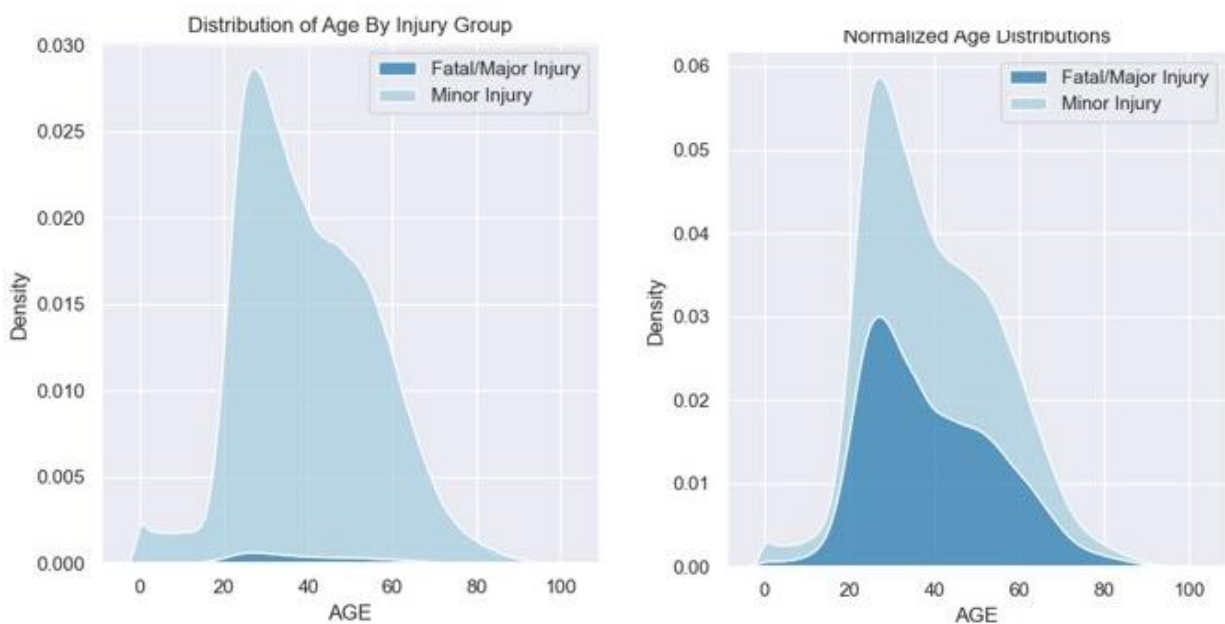 Distribution of Age By Injury Group
0.030
0.025
0.020
0.015
0.010
0.005
0.000
Density
Fatal/Major Injury
Minor Injury
0 20 40 60 80 100
AGE
Normalized Age Distributions
0.06
0.05
0.04
0.03
0.02
0.01
0.00
Density
Fatal/Major Injury
Minor Injury
0 20 40 60 80 100
AGE